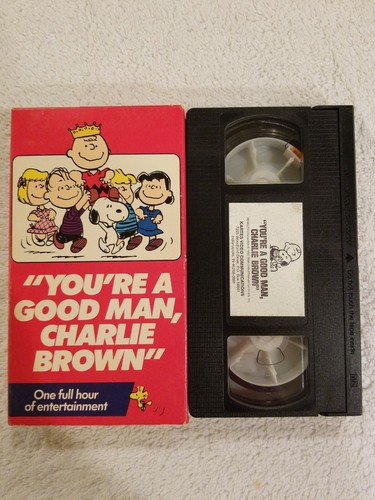 "YOU'RE A
GOOD MAN,
CHARLIE
BROWN"
One full hour
of entertainment
"YOU'RE A GOOD MAN,
CHARLIE BROWN"
KARTES VIDEO COMMUNICATIONS